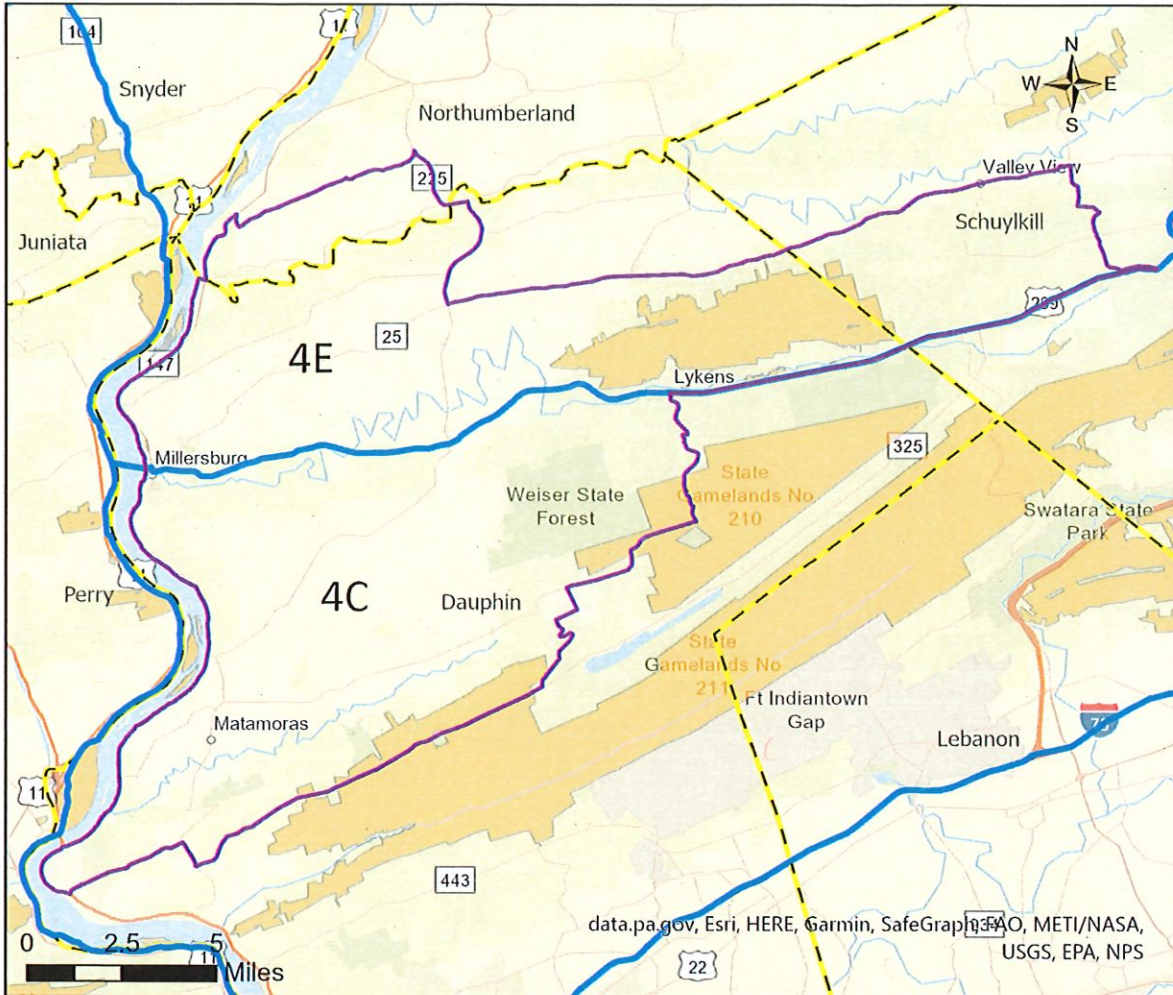 104
11
N
W E
S
Snyder
Northumberland
225
Valley View
11
Juniata
Schuylkill
209
25
147
4E
Lykens
Millersburg
325
State
Gamelands No
210
Weiser State
Forest
Swatara State
Park
Perry
4C
Dauphin
State
Gamelands No
211
Ft Indiantown
Gap
Matamoras
Lebanon
11
443
data.pa.gov, Esri, HERE, Garmin, SafeGraph, FAO, METI/NASA,
USGS, EPA, NPS
0 2.5 5
Miles
11
22